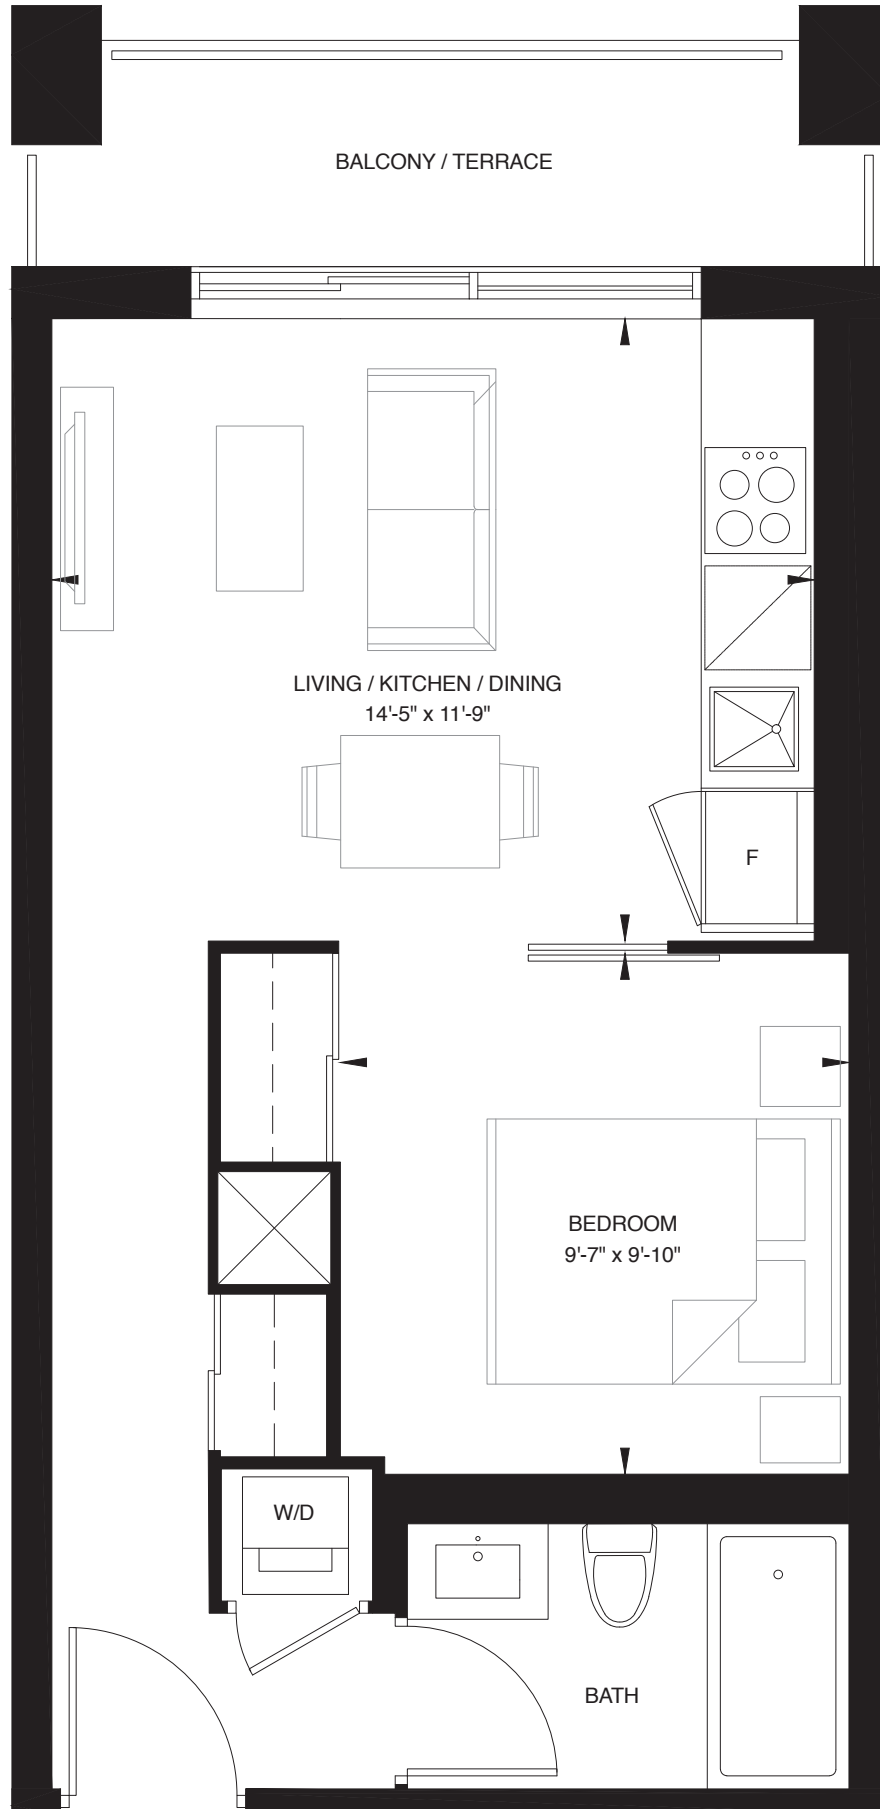 BALCONY / TERRACE
LIVING / KITCHEN / DINING
14'-5" x 11'-9"
F
BEDROOM
9'-7" x 9'-10"
W/D
BATH